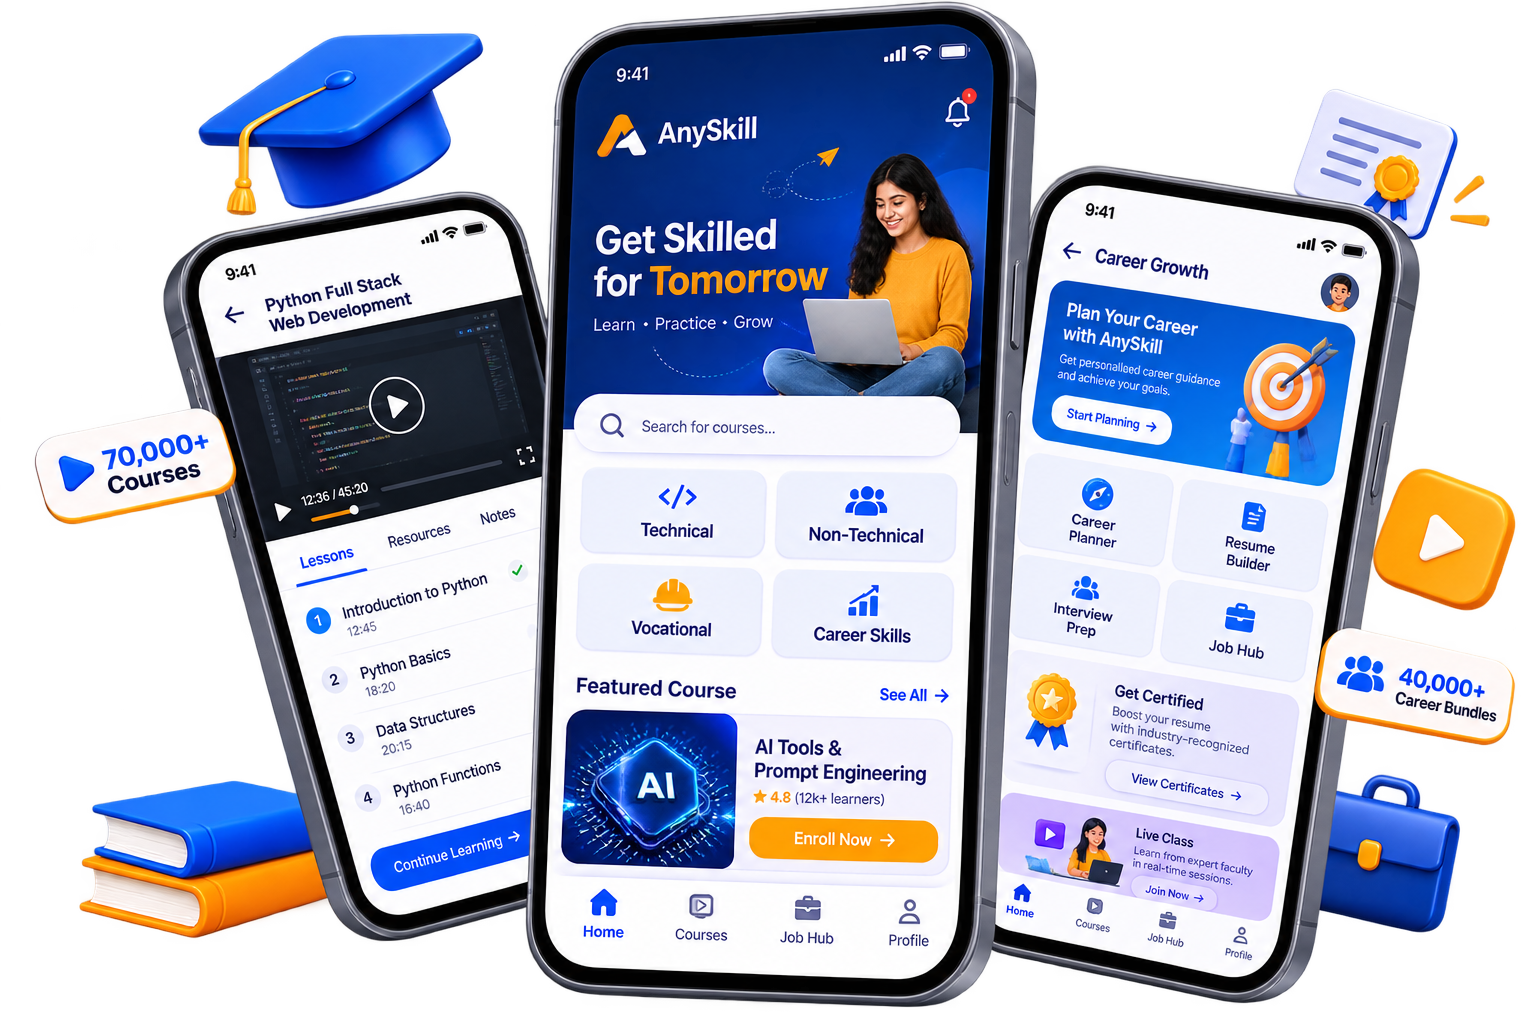 9:41
Python Full Stack
Web Development
12:36 / 45:20
Lessons
Resources
Notes
1
Introduction to Python
12:45
2
Python Basics
18:20
3
Data Structures
20:15
4
Python Functions
16:40
Continue Learning →
70,000+
Courses
9:41
AnySkill
Get Skilled
for Tomorrow
Learn • Practice • Grow
Search for courses...
</>
Technical
Non-Technical
Vocational
Career Skills
Featured Course
See All →
AI
AI Tools &
Prompt Engineering
★ 4.8 (12k+ learners)
Enroll Now →
Home
Courses
Job Hub
Profile
9:41
Career Growth
Plan Your Career
with AnySkill
Get personalised career guidance
and achieve your goals.
Start Planning →
Career
Planner
Resume
Builder
Interview
Prep
Job Hub
Get Certified
Boost your resume
with industry-recognized
certificates.
View Certificates →
Live Class
Learn from expert faculty
in real-time sessions.
Join Now →
Home
Courses
Job Hub
Profile
40,000+
Career Bundles